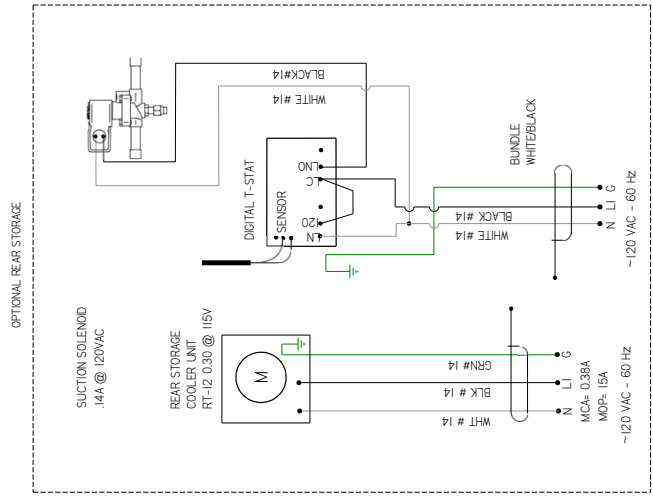 OPTIONAL REAR STORAGE
SUCTION SOLENOID
.14A @ 120VAC
BLACK#14
WHITE #14
DIGITAL T-STAT
SENSOR
LNO
LC
120
LN
BUNDLE
WHITE/BLACK
BLACK #14
WHITE #14
G
L1
N
~120 VAC - 60 Hz
REAR STORAGE
COOLER UNIT
RT-12 0.30 @ 115V
M
GRN# 14
BLK # 14
WHT # 14
G
L1
N
MCA= 0.38A
MOP= 15A
~120 VAC - 60 Hz